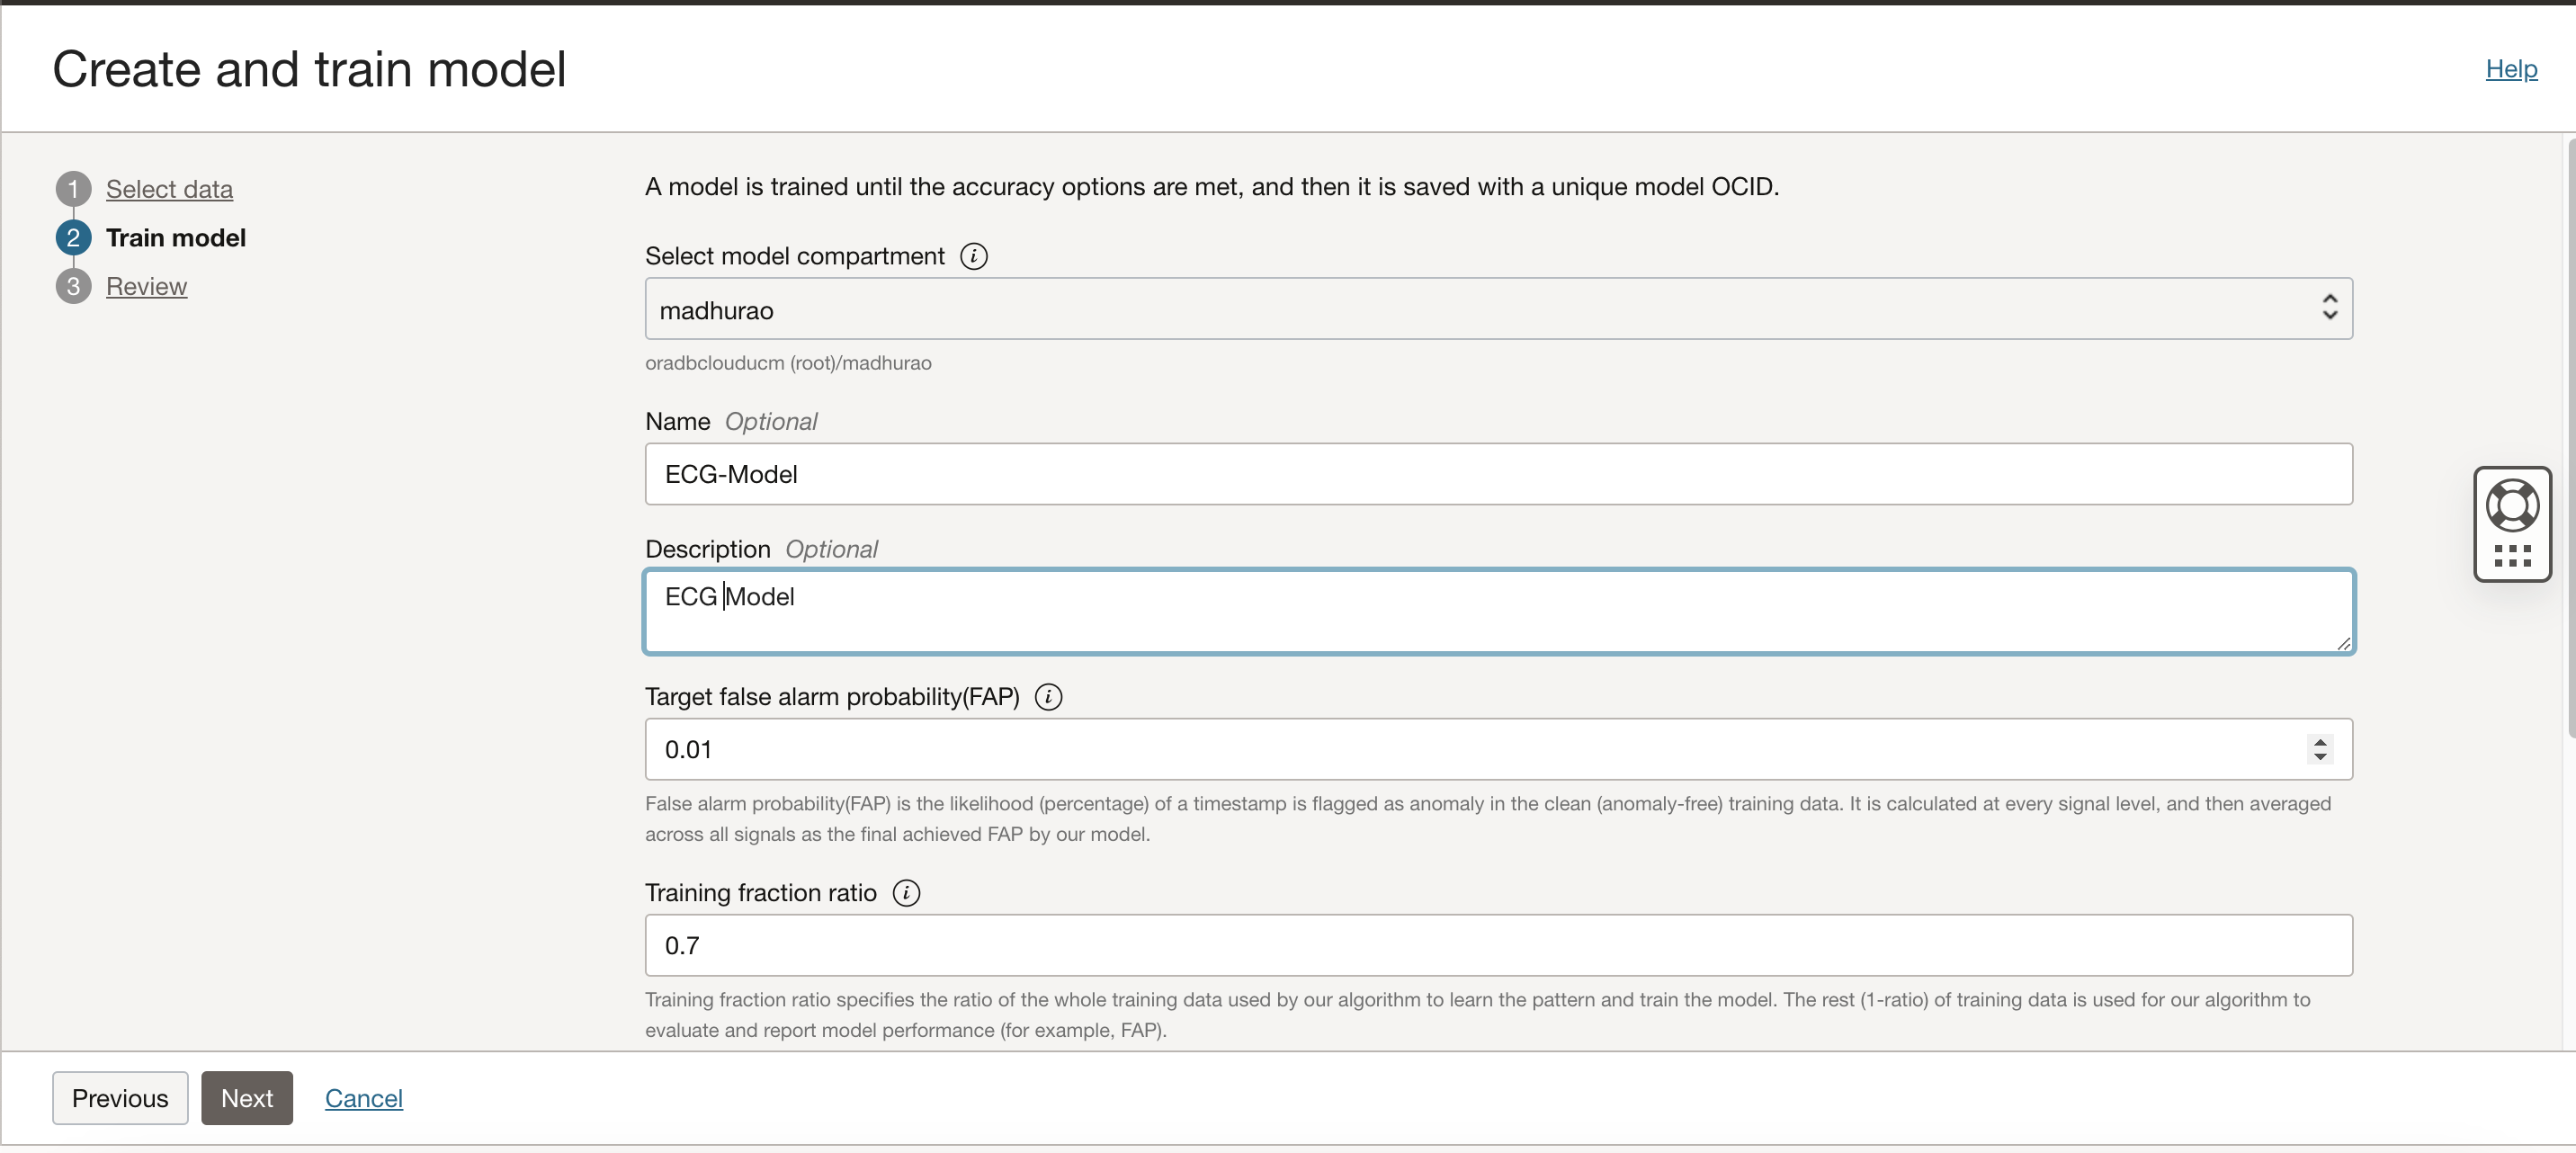 Create and train model
Help
1 Select data
2 Train model
3 Review
A model is trained until the accuracy options are met, and then it is saved with a unique model OCID.
Select model compartment i
madhurao
oradbclouducm (root)/madhurao
Name Optional
ECG-Model
Description Optional
ECG Model
Target false alarm probability(FAP) i
0.01
False alarm probability(FAP) is the likelihood (percentage) of a timestamp is flagged as anomaly in the clean (anomaly-free) training data. It is calculated at every signal level, and then averaged
across all signals as the final achieved FAP by our model.
Training fraction ratio i
0.7
Training fraction ratio specifies the ratio of the whole training data used by our algorithm to learn the pattern and train the model. The rest (1-ratio) of training data is used for our algorithm to
evaluate and report model performance (for example, FAP).
Previous Next Cancel